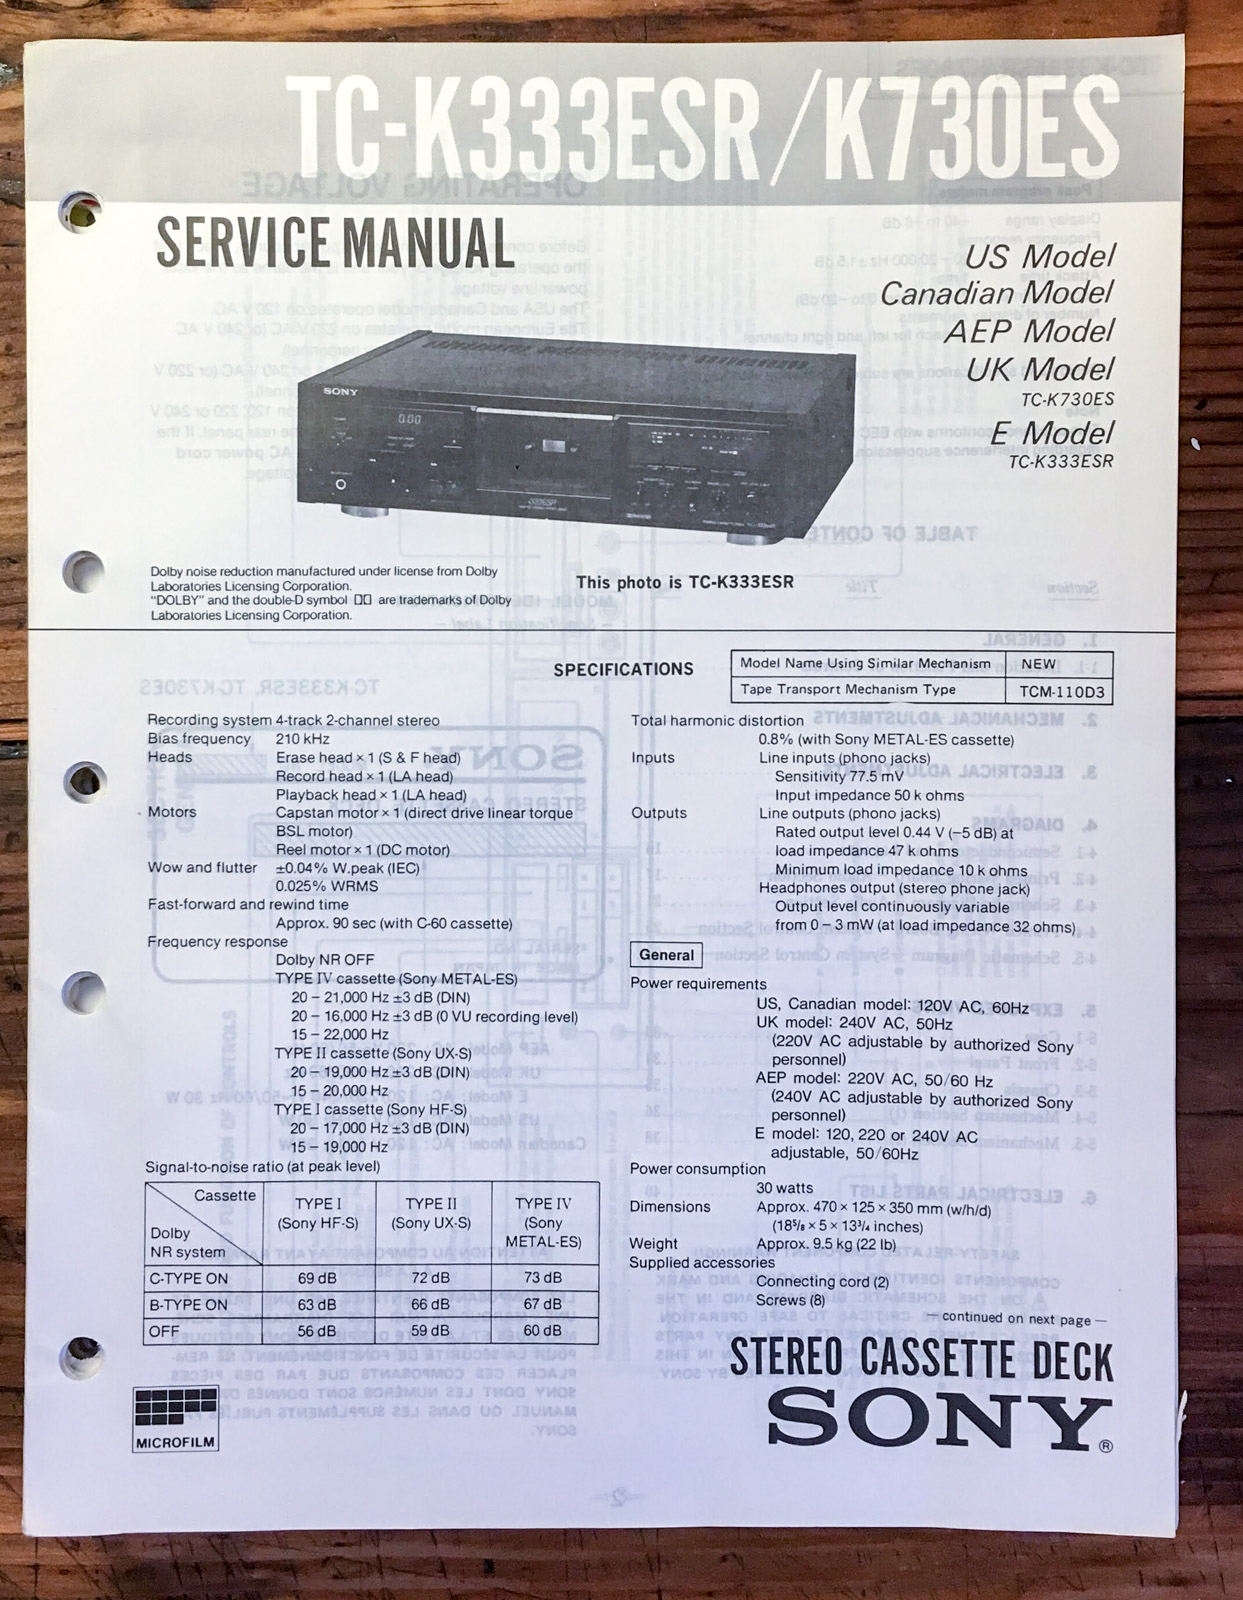 TC-K333ESR/K730ES
SERVICE MANUAL
US Model
Canadian Model
AEP Model
UK Model
TC-K730ES
E Model
TC-K333ESR
SONY
0.00
Dolby noise reduction manufactured under license from Dolby
Laboratories Licensing Corporation.
"DOLBY" and the double-D symbol are trademarks of Dolby
Laboratories Licensing Corporation.
This photo is TC-K333ESR
SPECIFICATIONS
Model Name Using Similar Mechanism NEW
Tape Transport Mechanism Type TCM-110D3
Recording system 4-track 2-channel stereo
Bias frequency 210 kHz
Heads Erase head × 1 (S & F head)
Record head × 1 (LA head)
Playback head × 1 (LA head)
Motors Capstan motor × 1 (direct drive linear torque
BSL motor)
Reel motor × 1 (DC motor)
Wow and flutter ±0.04% W.peak (IEC)
0.025% WRMS
Fast-forward and rewind time
Approx. 90 sec (with C-60 cassette)
Frequency response
Dolby NR OFF
TYPE IV cassette (Sony METAL-ES)
20 – 21,000 Hz ±3 dB (DIN)
20 – 16,000 Hz ±3 dB (0 VU recording level)
15 – 22,000 Hz
TYPE II cassette (Sony UX-S)
20 – 19,000 Hz ±3 dB (DIN)
15 – 20,000 Hz
TYPE I cassette (Sony HF-S)
20 – 17,000 Hz ±3 dB (DIN)
15 – 19,000 Hz
Signal-to-noise ratio (at peak level)
Cassette TYPE I TYPE II TYPE IV
(Sony HF-S) (Sony UX-S) (Sony
METAL-ES)
Dolby
NR system
C-TYPE ON 69 dB 72 dB 73 dB
B-TYPE ON 63 dB 66 dB 67 dB
OFF 56 dB 59 dB 60 dB
MICROFILM
Total harmonic distortion
0.8% (with Sony METAL-ES cassette)
Inputs Line inputs (phono jacks)
Sensitivity 77.5 mV
Input impedance 50 k ohms
Outputs Line outputs (phono jacks)
Rated output level 0.44 V (–5 dB) at
load impedance 47 k ohms
Minimum load impedance 10 k ohms
Headphones output (stereo phone jack)
Output level continuously variable
from 0 – 3 mW (at load impedance 32 ohms)
General
Power requirements
US, Canadian model: 120V AC, 60Hz
UK model: 240V AC, 50Hz
(220V AC adjustable by authorized Sony
personnel)
AEP model: 220V AC, 50/60 Hz
(240V AC adjustable by authorized Sony
personnel)
E model: 120, 220 or 240V AC
adjustable, 50/60Hz
Power consumption
30 watts
Dimensions Approx. 470 × 125 × 350 mm (w/h/d)
(18⁵/₈ × 5 × 13³/₄ inches)
Weight Approx. 9.5 kg (22 lb)
Supplied accessories
Connecting cord (2)
Screws (8)
— continued on next page —
STEREO CASSETTE DECK
SONY®